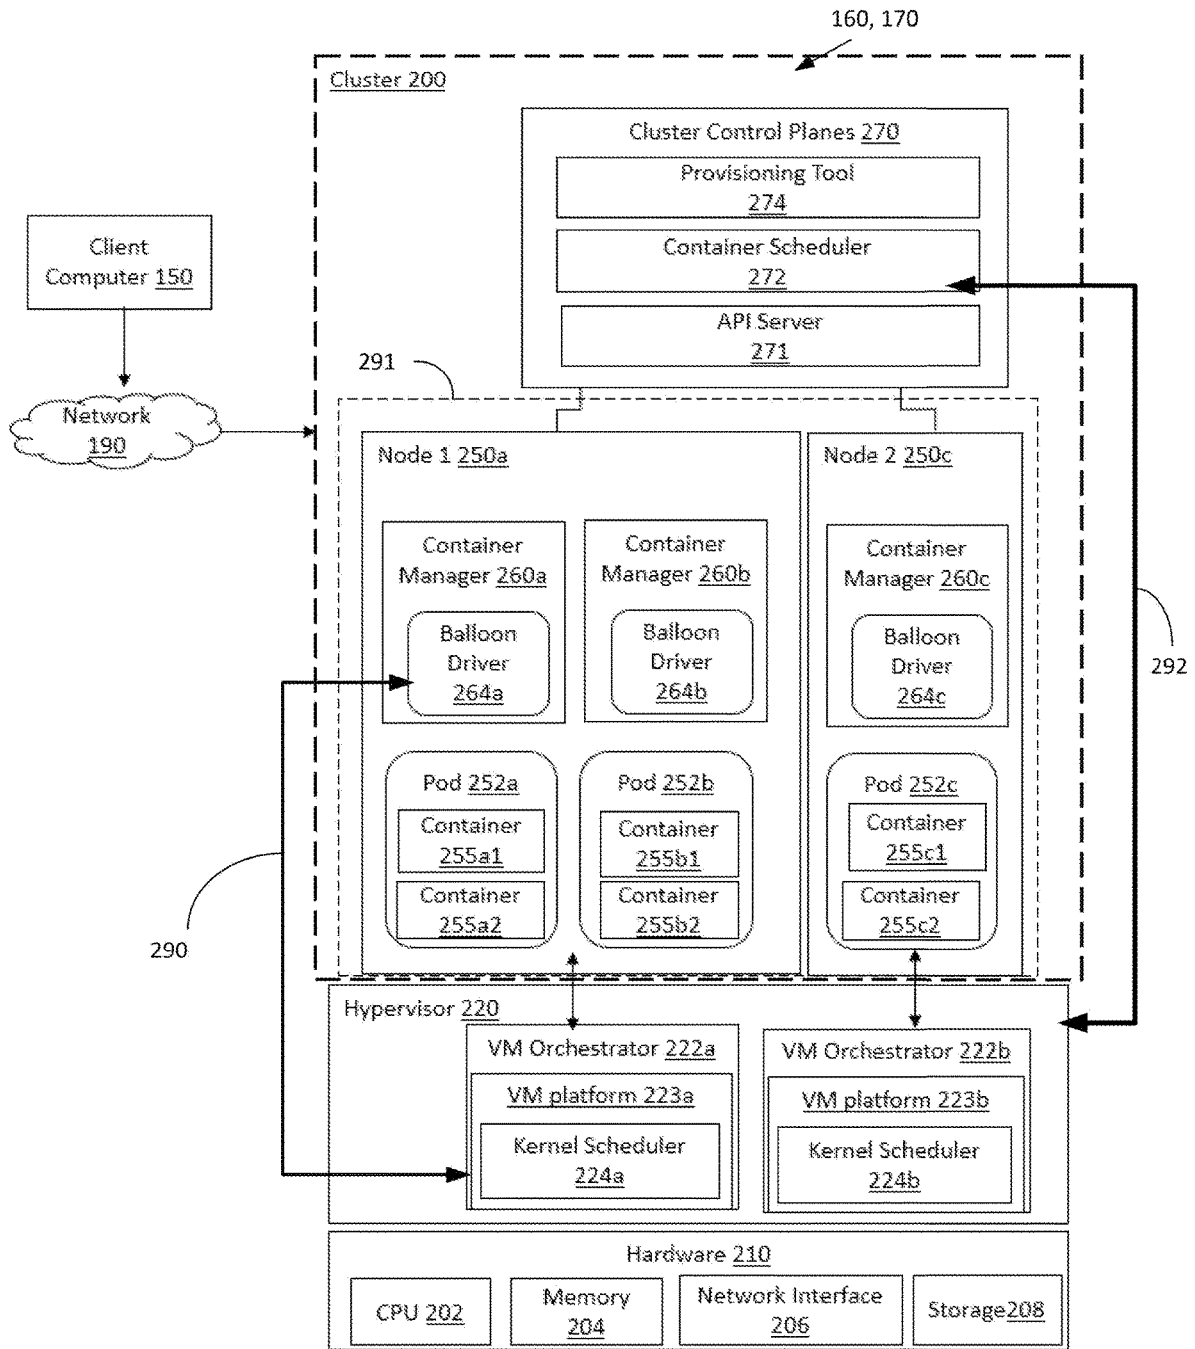 160, 170
Cluster 200
Cluster Control Planes 270
Provisioning Tool
274
Container Scheduler
272
API Server
271
Client
Computer 150
Network
190
291
292
290
Node 1 250a
Container
Manager 260a
Balloon
Driver
264a
Container
Manager 260b
Balloon
Driver
264b
Pod 252a
Container
255a1
Container
255a2
Pod 252b
Container
255b1
Container
255b2
Node 2 250c
Container
Manager 260c
Balloon
Driver
264c
Pod 252c
Container
255c1
Container
255c2
Hypervisor 220
VM Orchestrator 222a
VM platform 223a
Kernel Scheduler
224a
VM Orchestrator 222b
VM platform 223b
Kernel Scheduler
224b
Hardware 210
CPU 202
Memory
204
Network Interface
206
Storage208